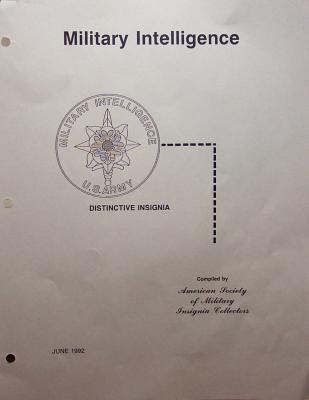 Military Intelligence
MILITARY INTELLIGENCE
U.S. ARMY
DISTINCTIVE INSIGNIA
Compiled by
American Society
of Military
Insignia Collectors
JUNE 1992